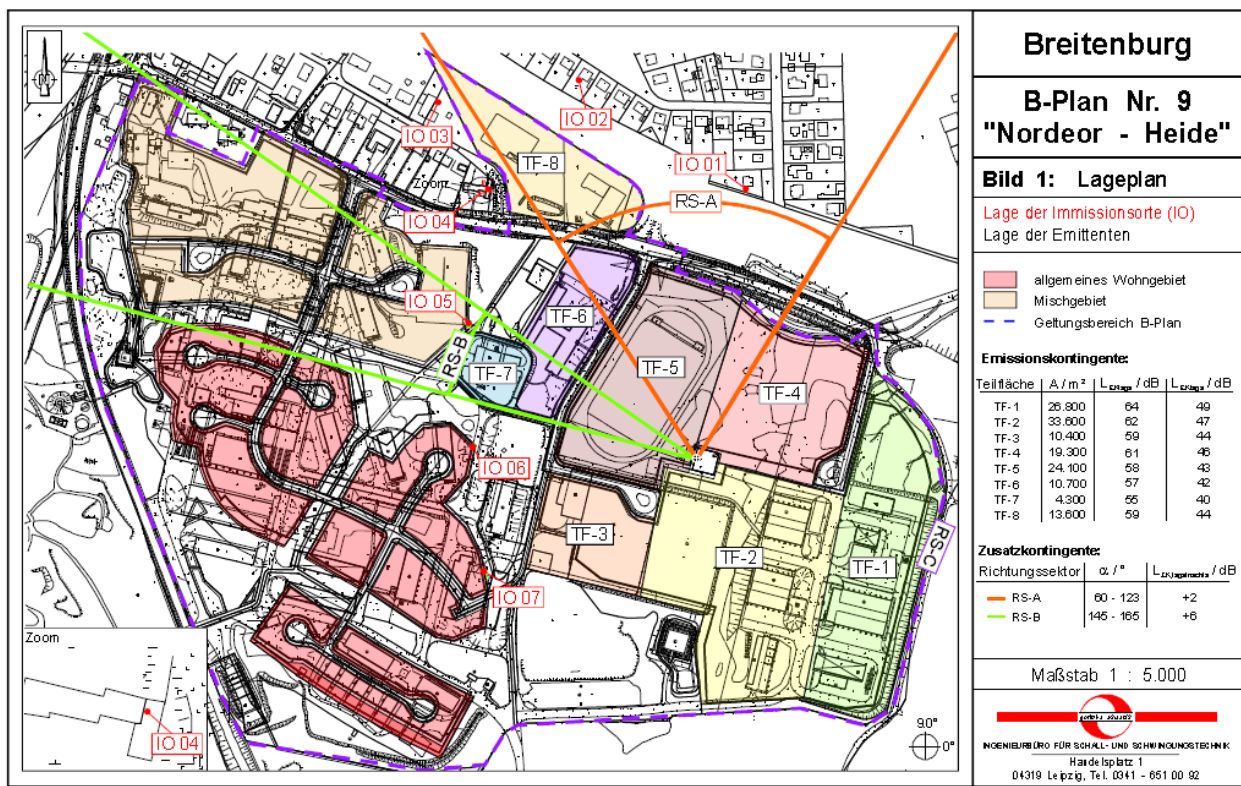 Breitenburg
B-Plan Nr. 9
"Nordeor - Heide"
Bild 1: Lageplan
Lage der Immissionsorte (IO)
Lage der Emittenten
allgemeines Wohngebiet
Mischgebiet
Geltungsbereich B-Plan
Emissionskontingente:
Teilfläche A / m² / dB / dB
TF-1 26.800 64 49
TF-2 33.600 62 47
TF-3 10.400 59 44
TF-4 19.300 61 46
TF-5 24.100 58 43
TF-6 10.700 57 42
TF-7 4.300 55 40
TF-8 13.600 59 44
Zusatzkontingente:
Richtungssektor α / ° / dB
RS-A 60 - 123 +2
RS-B 145 - 165 +6
Maßstab 1 : 5.000
INGENIEURBÜRO FÜR SCHALL- UND SCHWINGUNGSTECHNIK
Handelsplatz 1
04319 Leipzig, Tel. 0341 - 651 00 92
N
IO 02
IO 03
TF-8
IO 01
Zoom
RS-A
IO 04
IO 05
TF-6
RS-B
TF-7
TF-5
TF-4
IO 06
TF-3
TF-2
TF-1
RS-C
IO 07
Zoom
IO 04
90°
0°